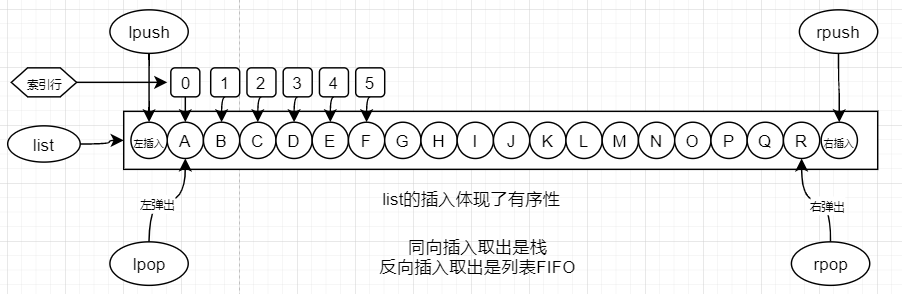 lpush
rpush
索引行
0 1 2 3 4 5
list
左插入 A B C D E F G H I J K L M N O P Q R 右插入
左弹出
右弹出
list的插入体现了有序性
lpop
rpop
同向插入取出是栈
反向插入取出是列表FIFO